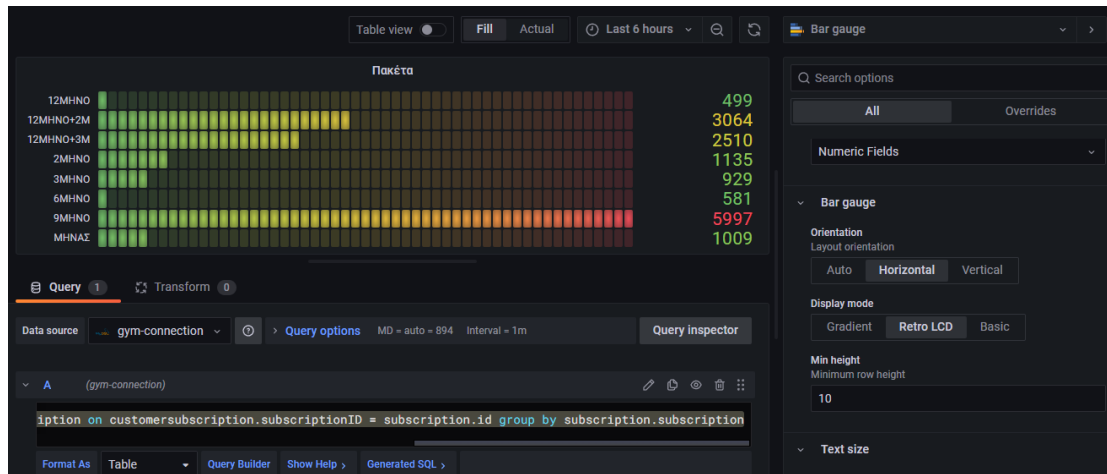 Table view
Fill
Actual
Last 6 hours
Bar gauge
Πακέτα
12ΜΗΝΟ 499
12ΜΗΝΟ+2Μ 3064
12ΜΗΝΟ+3Μ 2510
2ΜΗΝΟ 1135
3ΜΗΝΟ 929
6ΜΗΝΟ 581
9ΜΗΝΟ 5997
ΜΗΝΑΣ 1009
Search options
All
Overrides
Numeric Fields
Bar gauge
Orientation
Layout orientation
Auto
Horizontal
Vertical
Display mode
Gradient
Retro LCD
Basic
Min height
Minimum row height
10
Text size
Query 1
Transform 0
Data source
gym-connection
Query options
MD = auto = 894
Interval = 1m
Query inspector
A
(gym-connection)
iption on customersubscription.subscriptionID = subscription.id group by subscription.subscription
Format As
Table
Query Builder
Show Help >
Generated SQL >